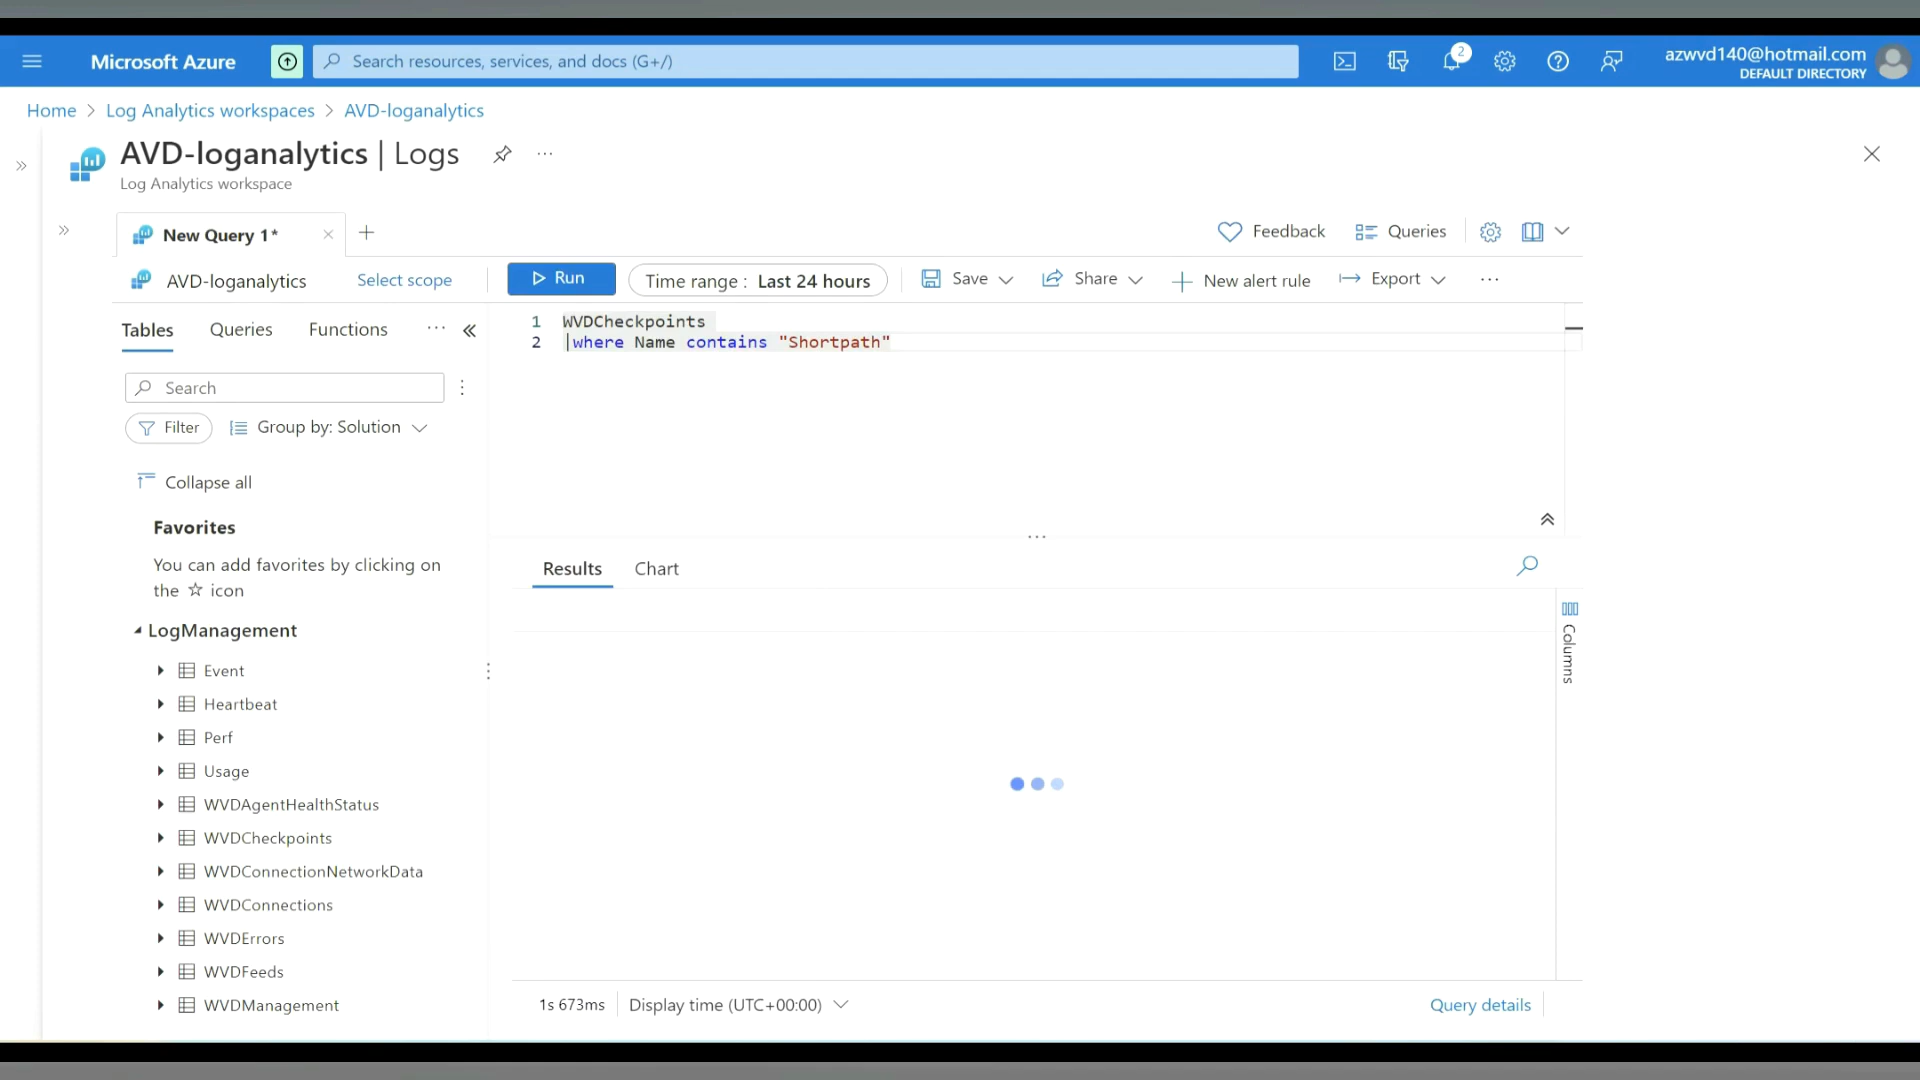 Microsoft Azure
Search resources, services, and docs (G+/)
2
azwvd140@hotmail.com
DEFAULT DIRECTORY
Home > Log Analytics workspaces > AVD-loganalytics
AVD-loganalytics | Logs
Log Analytics workspace
New Query 1*
Feedback
Queries
AVD-loganalytics
Select scope
Run
Time range : Last 24 hours
Save
Share
New alert rule
Export
Tables
Queries
Functions
1 WVDCheckpoints
2 |where Name contains "Shortpath"
Search
Filter
Group by: Solution
Collapse all
Favorites
You can add favorites by clicking on
the ☆ icon
LogManagement
Event
Heartbeat
Perf
Usage
WVDAgentHealthStatus
WVDCheckpoints
WVDConnectionNetworkData
WVDConnections
WVDErrors
WVDFeeds
WVDManagement
Results
Chart
Columns
1s 673ms
Display time (UTC+00:00)
Query details